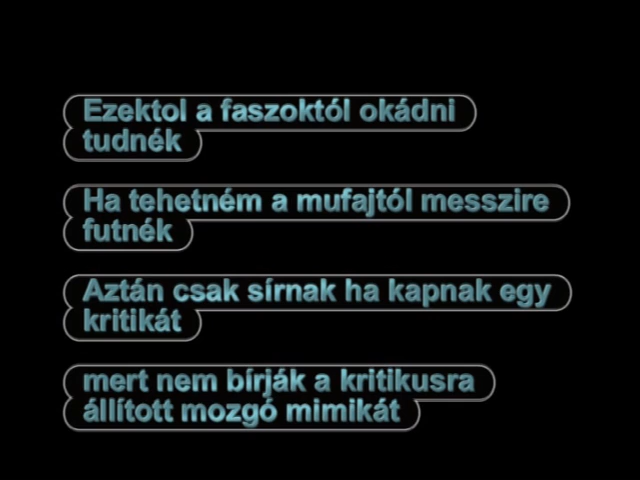 Ezektol a faszoktól okádni
tudnék
Ha tehetném a mufajtól messzire
futnék
Aztán csak sírnak ha kapnak egy
kritikát
mert nem bírják a kritikusra
állított mozgó mimikát